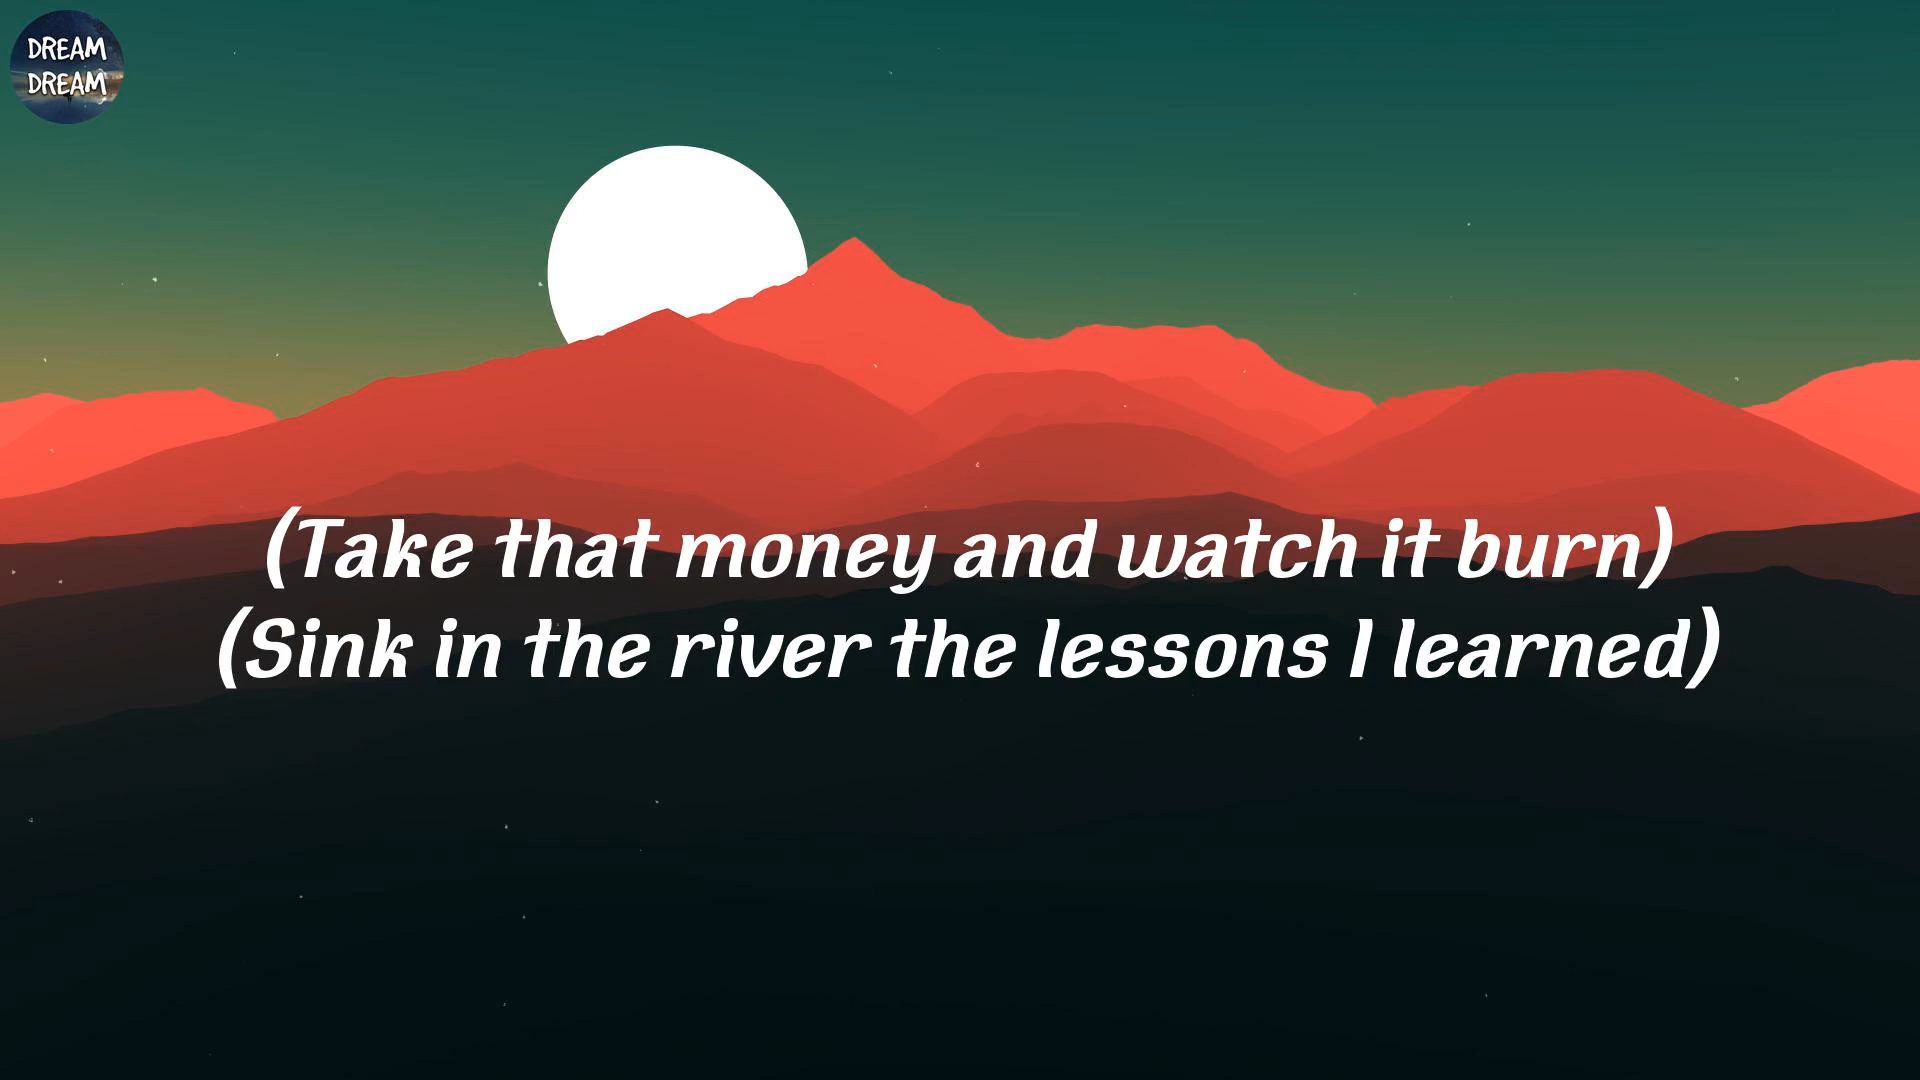 DREAM
DREAM
(Take that money and watch it burn)
(Sink in the river the lessons I learned)